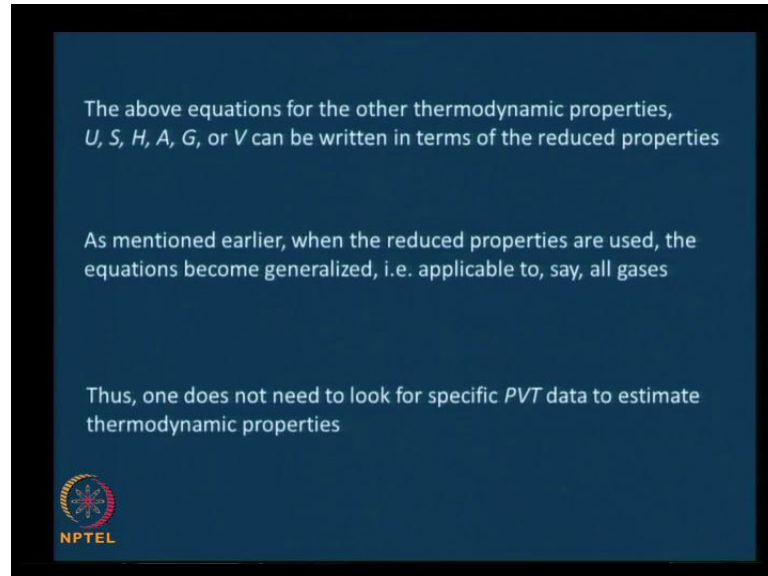 The above equations for the other thermodynamic properties,
U, S, H, A, G, or V can be written in terms of the reduced properties
As mentioned earlier, when the reduced properties are used, the
equations become generalized, i.e. applicable to, say, all gases
Thus, one does not need to look for specific PVT data to estimate
thermodynamic properties
NPTEL